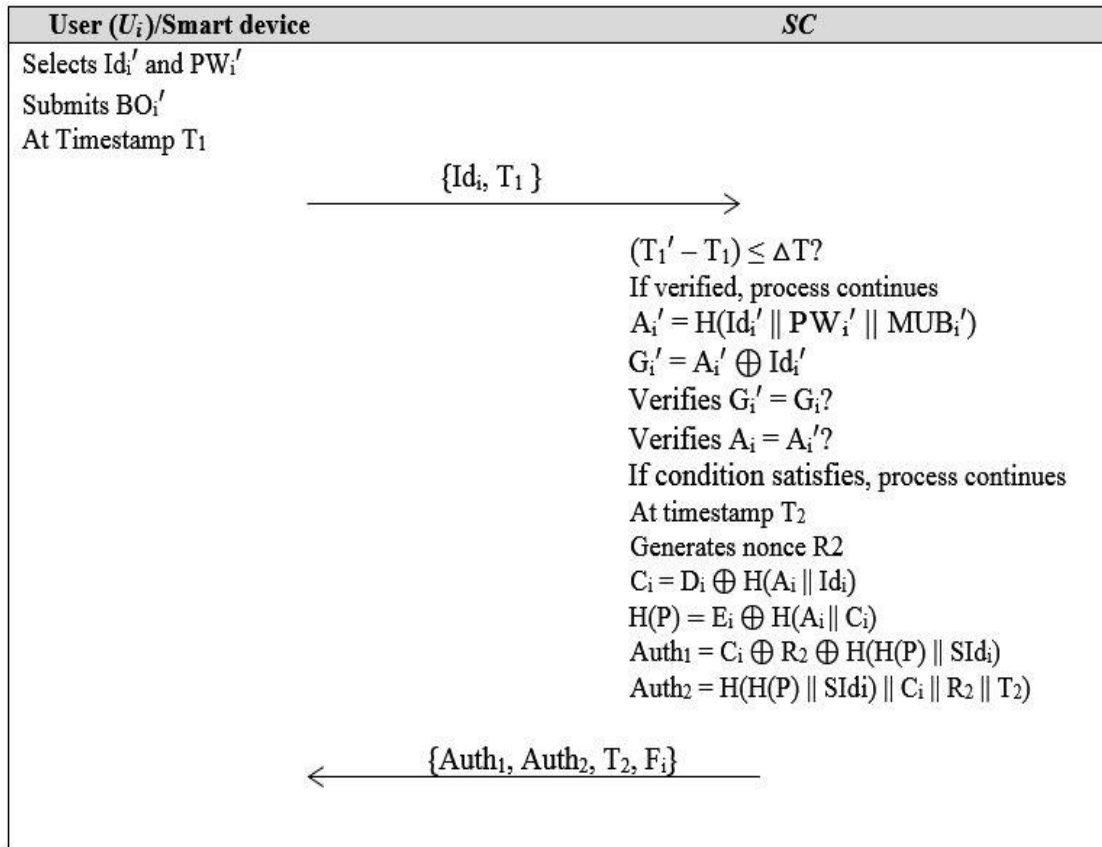 User (Uᵢ)/Smart device
SC
Selects Idᵢ′ and PWᵢ′
Submits BOᵢ′
At Timestamp T₁
{Idᵢ, T₁ }
(T₁′ – T₁) ≤ ΔT?
If verified, process continues
Aᵢ′ = H(Idᵢ′ || PWᵢ′ || MUBᵢ′)
Gᵢ′ = Aᵢ′ ⊕ Idᵢ′
Verifies Gᵢ′ = Gᵢ?
Verifies Aᵢ = Aᵢ′?
If condition satisfies, process continues
At timestamp T₂
Generates nonce R2
Cᵢ = Dᵢ ⊕ H(Aᵢ || Idᵢ)
H(P) = Eᵢ ⊕ H(Aᵢ || Cᵢ)
Auth₁ = Cᵢ ⊕ R₂ ⊕ H(H(P) || SIdᵢ)
Auth₂ = H(H(P) || SIdi) || Cᵢ || R₂ || T₂)
{Auth₁, Auth₂, T₂, Fᵢ}